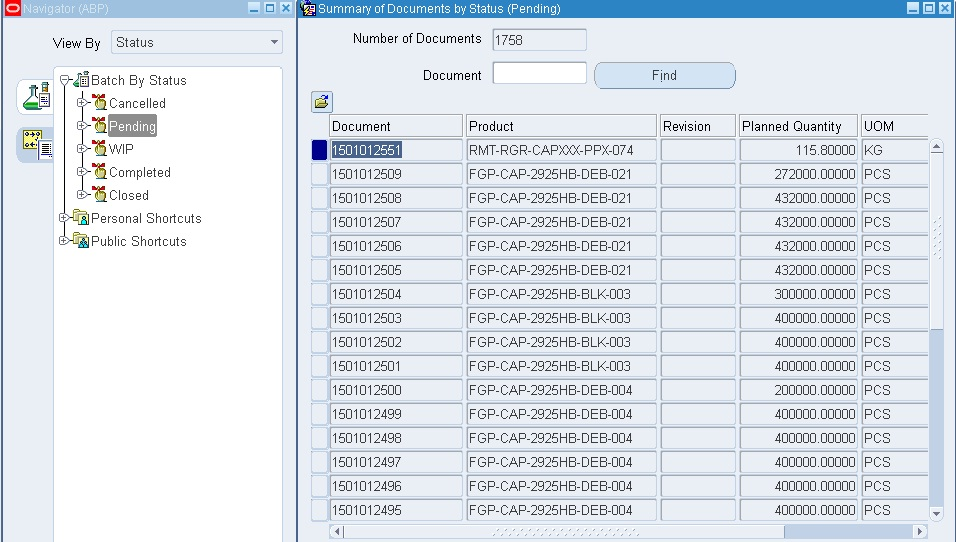 Navigator (ABP)
View By Status
Batch By Status
Cancelled
Pending
WIP
Completed
Closed
Personal Shortcuts
Public Shortcuts
Summary of Documents by Status (Pending)
Number of Documents 1758
Document Find
Document Product Revision Planned Quantity UOM
1501012551 RMT-RGR-CAPXXX-PPX-074 115.80000 KG
1501012509 FGP-CAP-2925HB-DEB-021 272000.00000 PCS
1501012508 FGP-CAP-2925HB-DEB-021 432000.00000 PCS
1501012507 FGP-CAP-2925HB-DEB-021 432000.00000 PCS
1501012506 FGP-CAP-2925HB-DEB-021 432000.00000 PCS
1501012505 FGP-CAP-2925HB-DEB-021 432000.00000 PCS
1501012504 FGP-CAP-2925HB-BLK-003 300000.00000 PCS
1501012503 FGP-CAP-2925HB-BLK-003 400000.00000 PCS
1501012502 FGP-CAP-2925HB-BLK-003 400000.00000 PCS
1501012501 FGP-CAP-2925HB-BLK-003 400000.00000 PCS
1501012500 FGP-CAP-2925HB-DEB-004 200000.00000 PCS
1501012499 FGP-CAP-2925HB-DEB-004 400000.00000 PCS
1501012498 FGP-CAP-2925HB-DEB-004 400000.00000 PCS
1501012497 FGP-CAP-2925HB-DEB-004 400000.00000 PCS
1501012496 FGP-CAP-2925HB-DEB-004 400000.00000 PCS
1501012495 FGP-CAP-2925HB-DEB-004 400000.00000 PCS